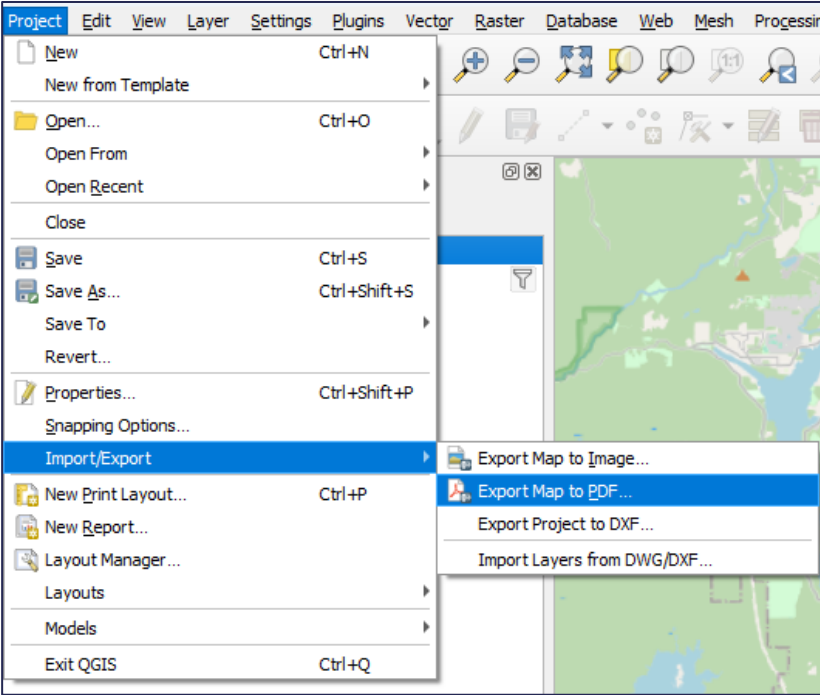 Project Edit View Layer Settings Plugins Vector Raster Database Web Mesh Processin
New Ctrl+N
New from Template
Open... Ctrl+O
Open From
Open Recent
Close
Save Ctrl+S
Save As... Ctrl+Shift+S
Save To
Revert...
Properties... Ctrl+Shift+P
Snapping Options...
Import/Export
Export Map to Image...
New Print Layout... Ctrl+P
Export Map to PDF...
New Report...
Export Project to DXF...
Layout Manager...
Import Layers from DWG/DXF...
Layouts
Models
Exit QGIS Ctrl+Q
1:1